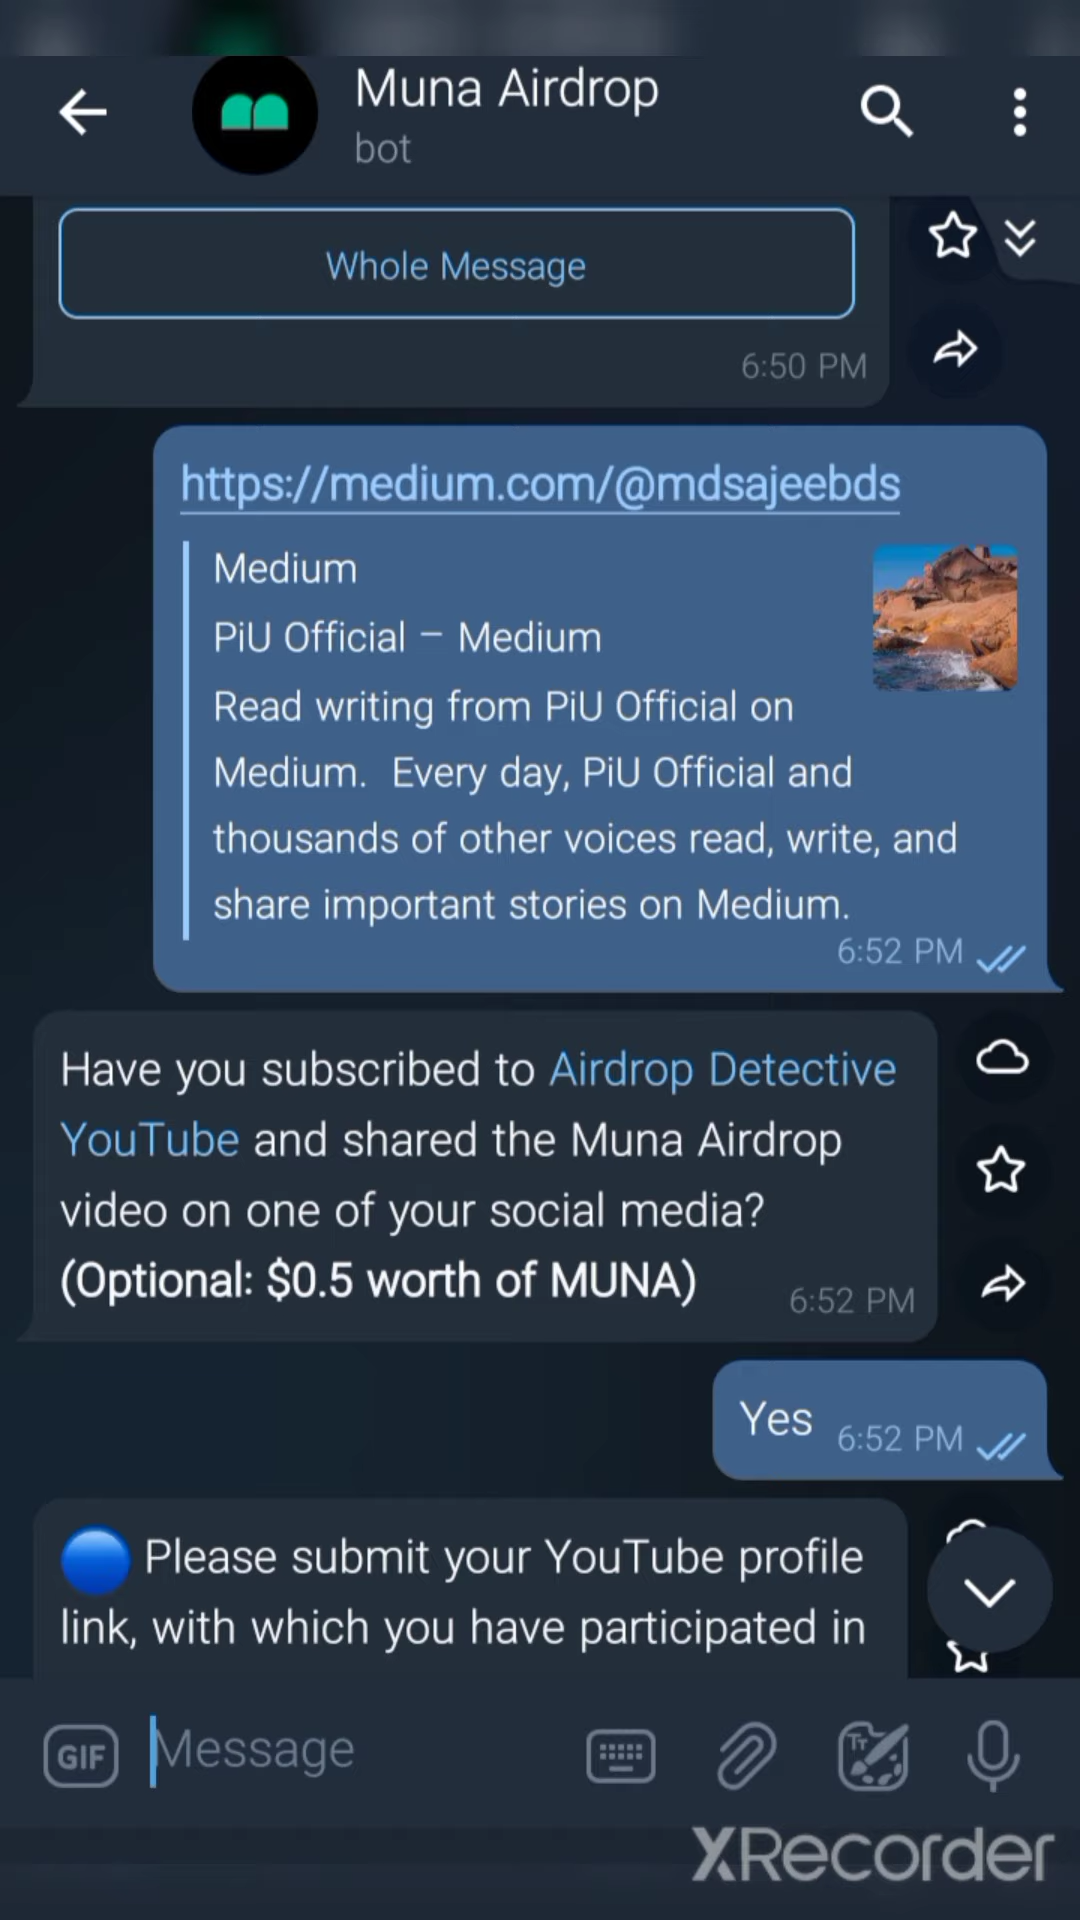 Muna Airdrop
bot
Whole Message
6:50 PM
https://medium.com/@mdsajeebds
Medium
PiU Official – Medium
Read writing from PiU Official on
Medium. Every day, PiU Official and
thousands of other voices read, write, and
share important stories on Medium.
6:52 PM
Have you subscribed to Airdrop Detective
YouTube and shared the Muna Airdrop
video on one of your social media?
(Optional: $0.5 worth of MUNA)
6:52 PM
Yes 6:52 PM
Please submit your YouTube profile
link, with which you have participated in
GIF Message
XRecorder